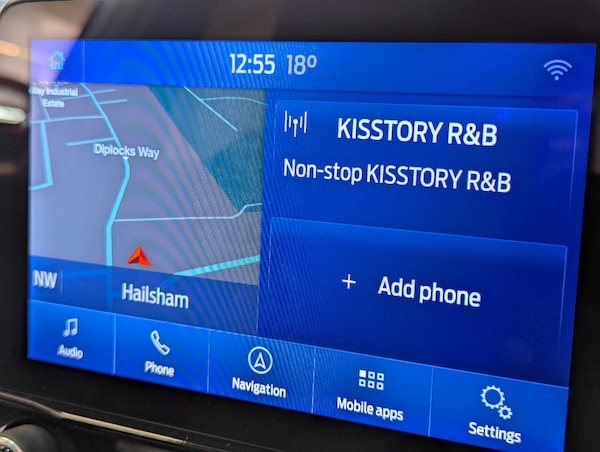 12:55 18°
Way Industrial
Estate
Diplocks Way
NW
Hailsham
KISSTORY R&B
Non-stop KISSTORY R&B
+ Add phone
Audio
Phone
Navigation
Mobile apps
Settings